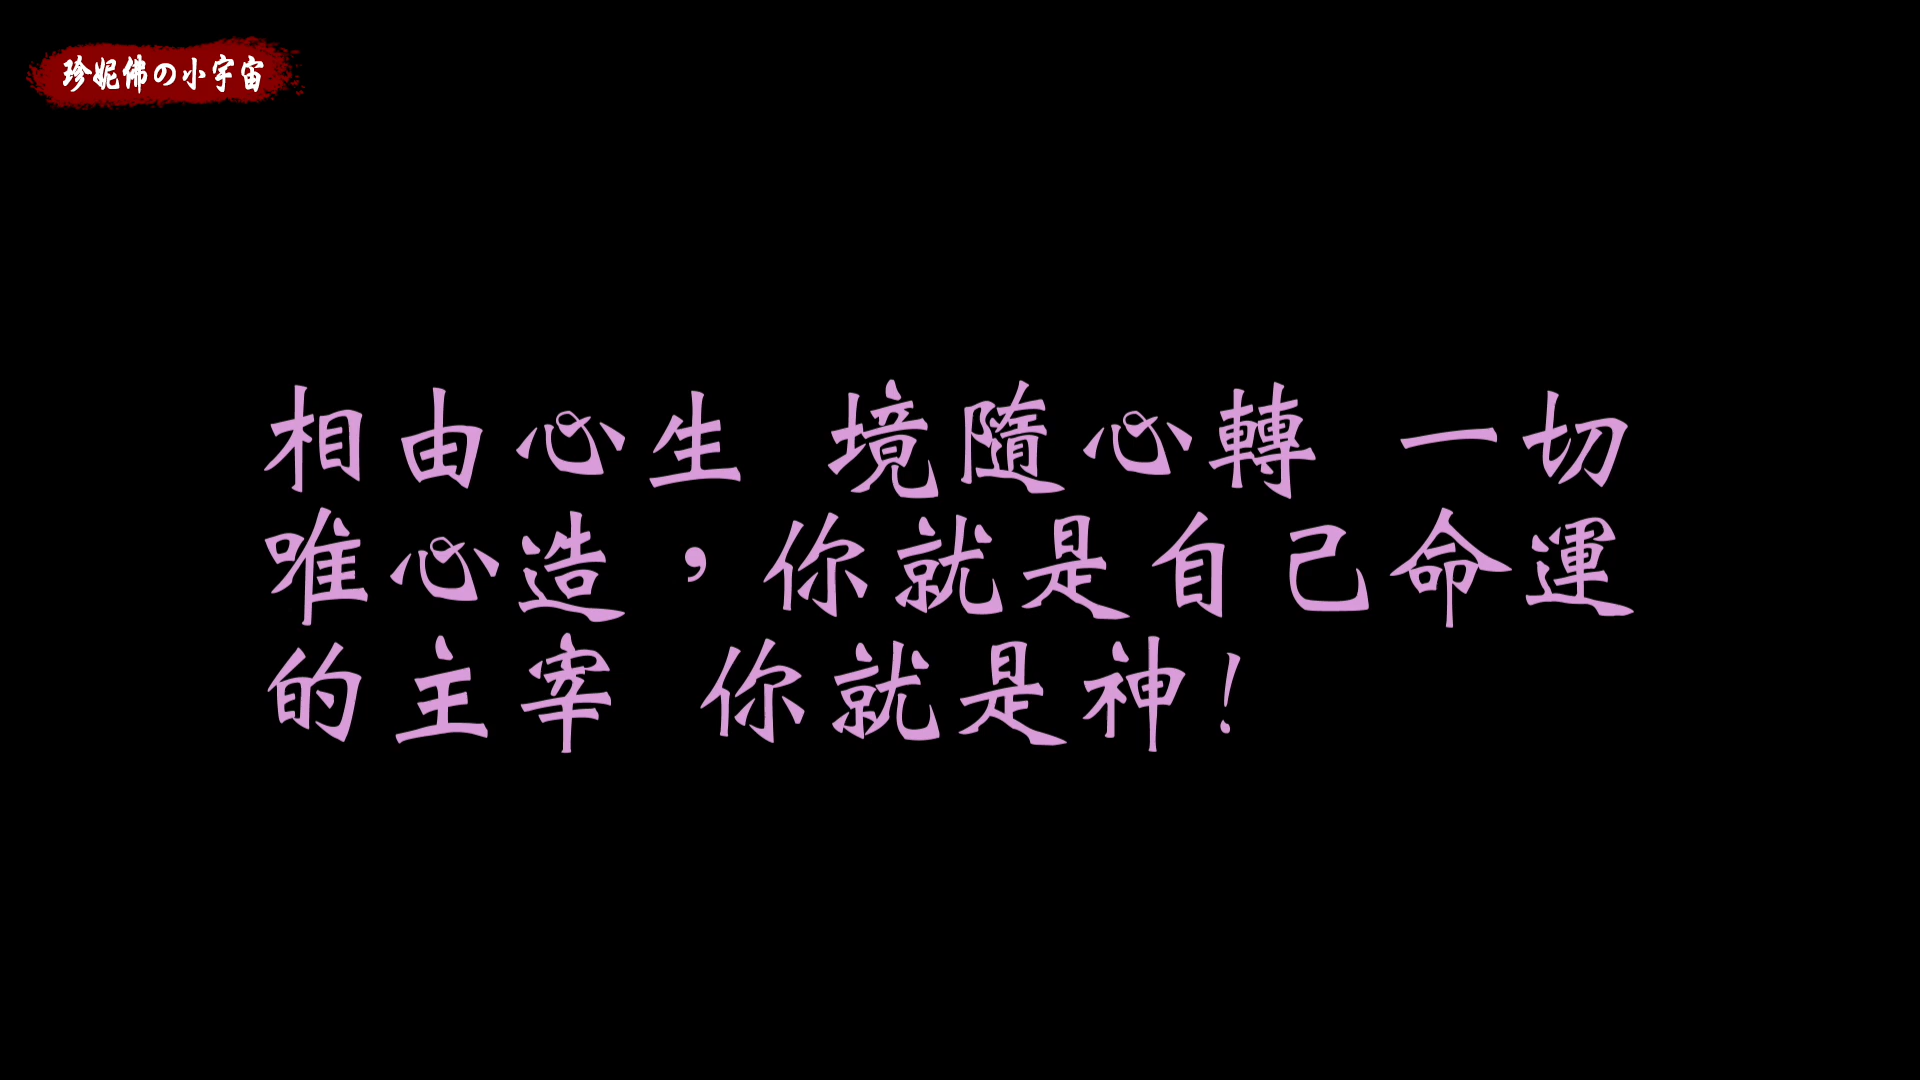 珍妮佛の小宇宙
相由心生 境隨心轉 一切
唯心造，你就是自己命運
的主宰 你就是神!